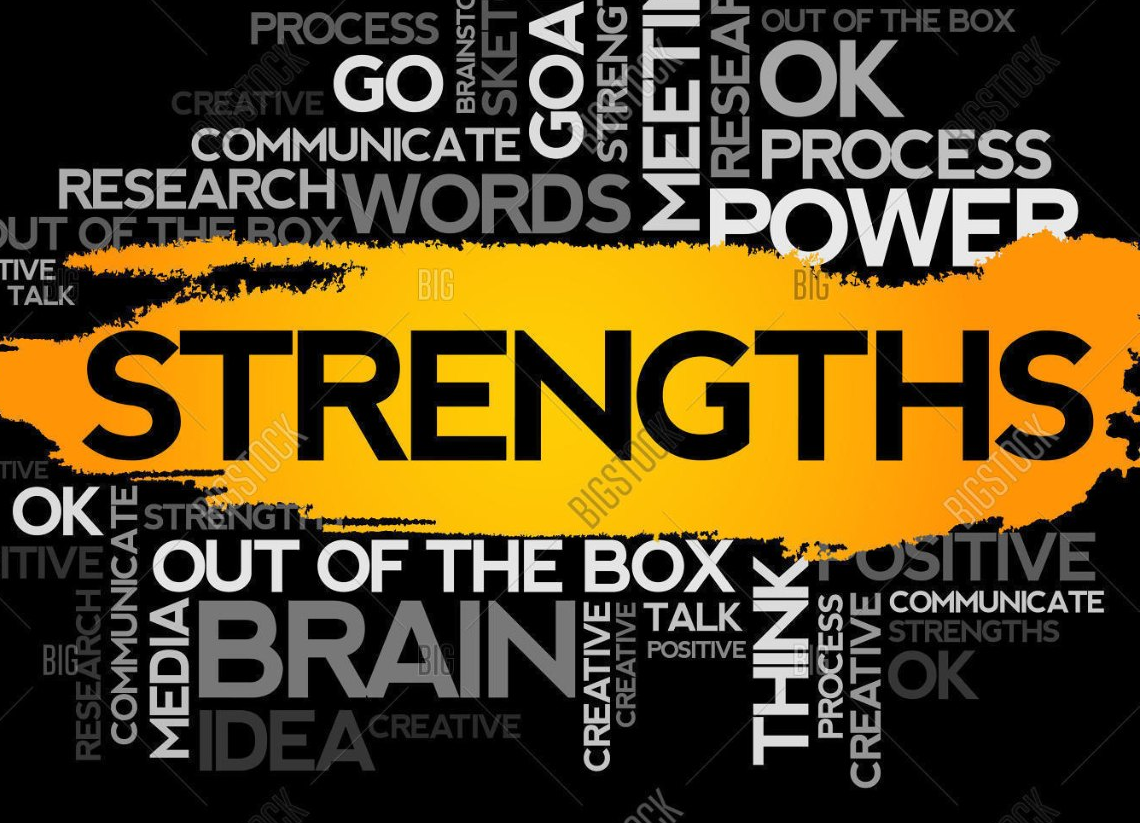 PROCESS
BRAINSTO
SKET
GOA
STRENGT
MEETIN
RESEAR
OUT OF THE BOX
GO
OK
CREATIVE
COMMUNICATE
PROCESS
RESEARCH
WORDS
POWER
OUT OF THE BOX
TIVE
TALK
BIG
BIG
STRENGTHS
TIVE
OK
COMMUNICATE
STRENGTH
ITIVE
OUT OF THE BOX
POSITIVE
RESEARCH
MEDIA
BRAIN
CREATIVE
CREATIVE
TALK
POSITIVE
THINK
PROCESS
CREATIVE
COMMUNICATE
STRENGTHS
OK
BIG
BIG
IDEA
CREATIVE
BIGSTOCK
BIGSTOCK
BIGSTOCK
BIGSTOCK
BIGSTOCK
BIGSTOCK